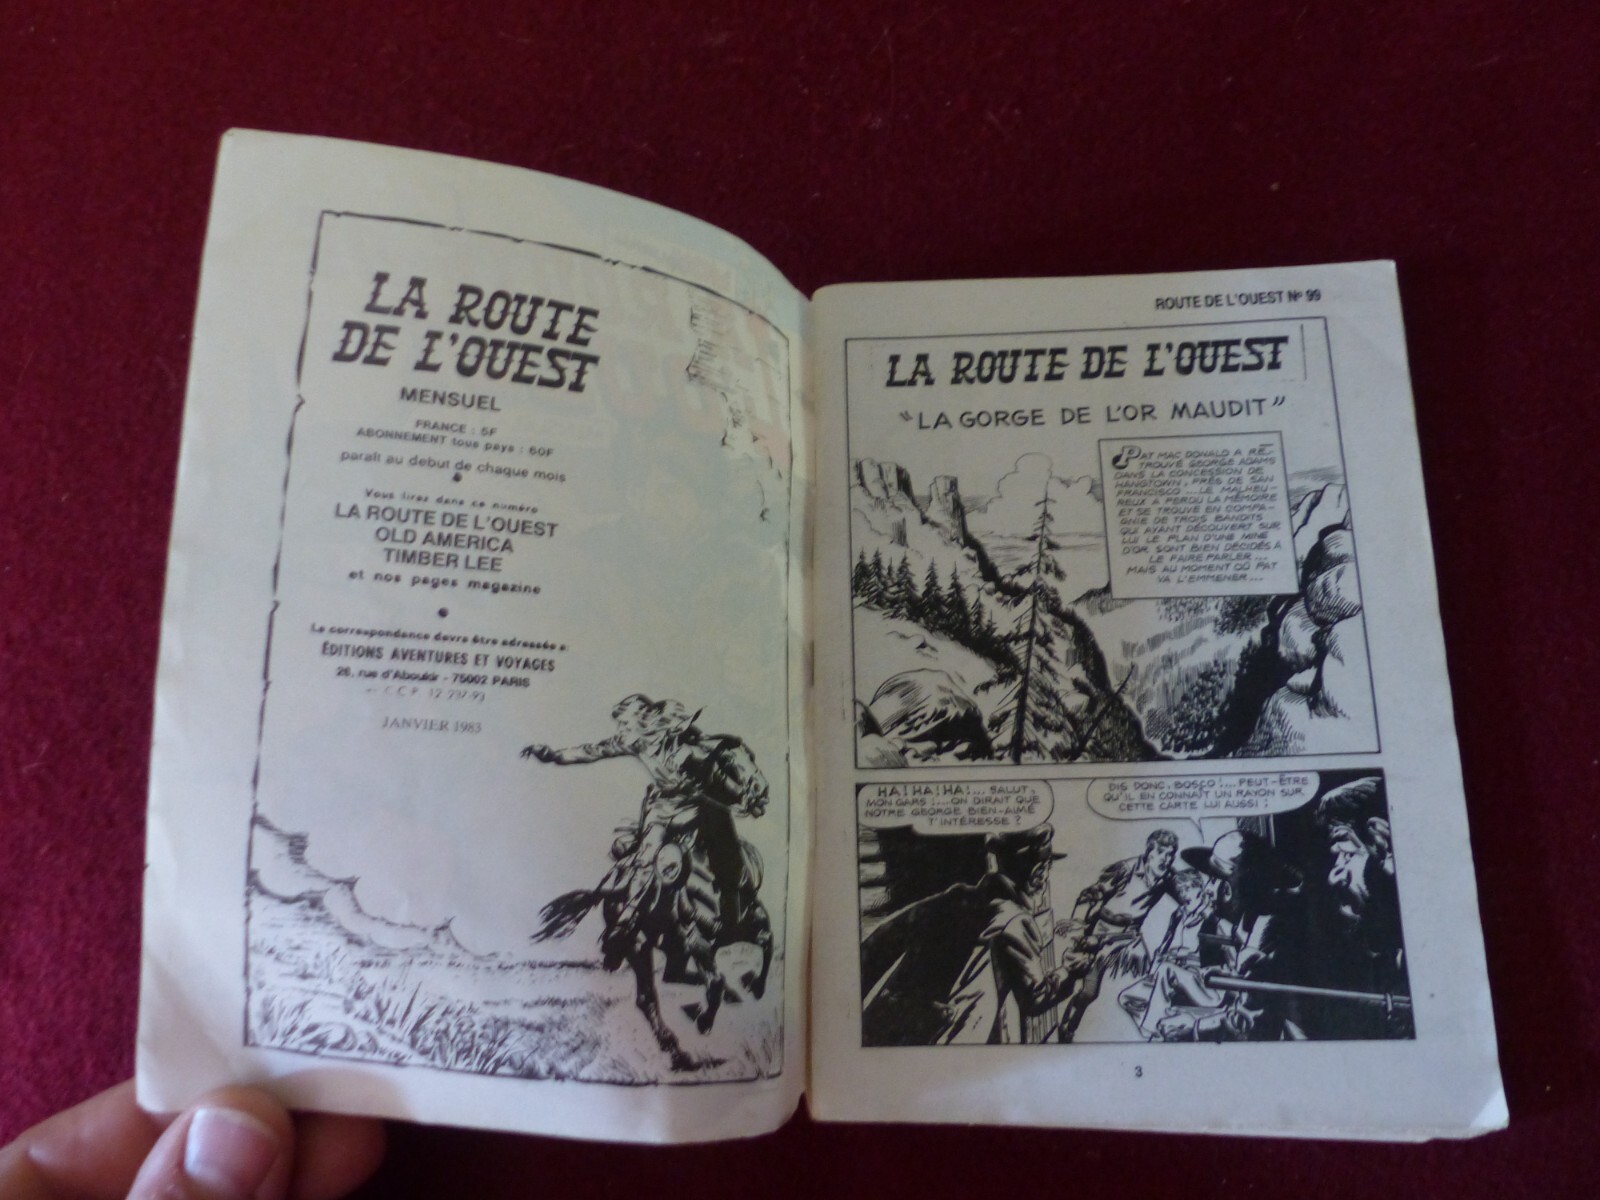 LA ROUTE
DE L'OUEST
MENSUEL
FRANCE : 5F
ABONNEMENT tous pays : 60F
paraît au debut de chaque mois
Vous lirez dans ce numéro
LA ROUTE DE L'OUEST
OLD AMERICA
TIMBER LEE
et nos pages magazine
La correspondance devra être adressée à:
ÉDITIONS AVENTURES ET VOYAGES
26, rue d'Aboukir - 75002 PARIS
C.C.P. 12 237-93
JANVIER 1983
ROUTE DE L'OUEST Nº 99
LA ROUTE DE L'OUEST
"LA GORGE DE L'OR MAUDIT"
PAT MAC DONALD A RE-
TROUVÉ GEORGE ADAMS
DANS LA CONCESSION DE
HANGTOWN, PRÈS DE SAN
FRANCISCO... LE MALHEU-
REUX A PERDU LA MÉMOIRE
ET SE TROUVE EN COMPA-
GNIE DE TROIS BANDITS
QUI AYANT DÉCOUVERT SUR
LUI LE PLAN D'UNE MINE
D'OR, SONT BIEN DÉCIDÉS À
LE FAIRE PARLER...
MAIS AU MOMENT OÙ PAT
VA L'EMMENER...
HA! HA! HA!... SALUT,
MON GARS!... ON DIRAIT QUE
NOTRE GEORGE BIEN-AIMÉ
T'INTÉRESSE ?
DIS DONC, BOSCO!... PEUT-ÊTRE
QU'IL EN CONNAÎT UN RAYON SUR
CETTE CARTE LUI AUSSI !
3